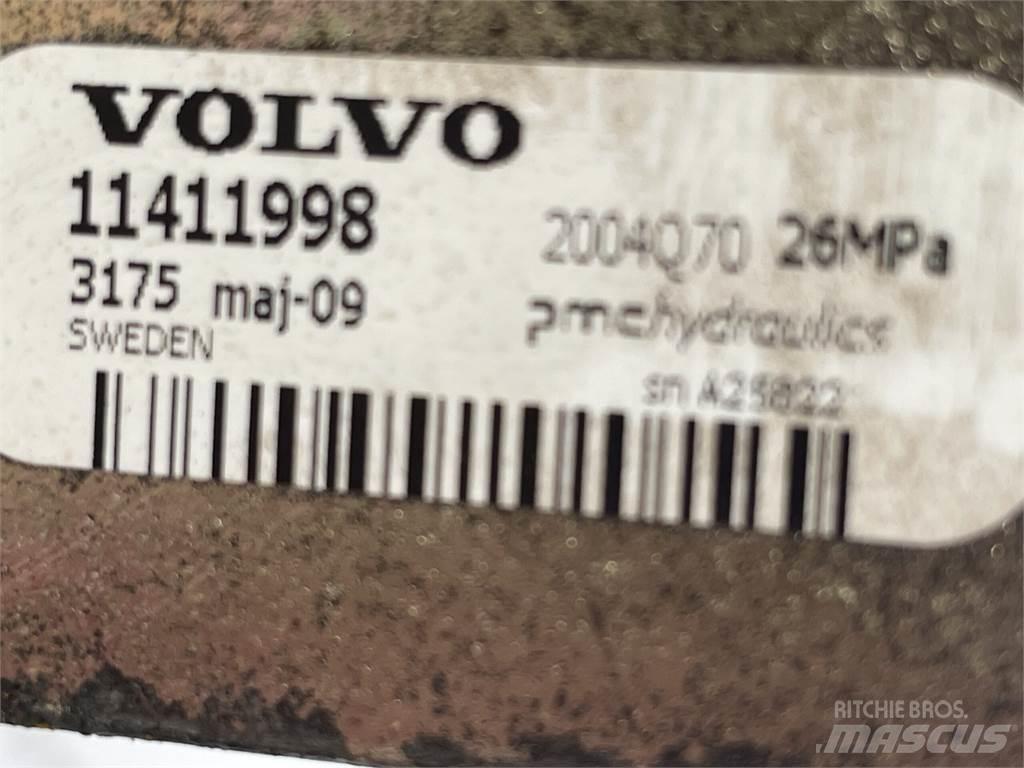 VOLVO
11411998
2004Q70 26MPa
3175 maj-09
pmchydraulics
SWEDEN
sn A25822
RITCHIE BROS.
MASCUS